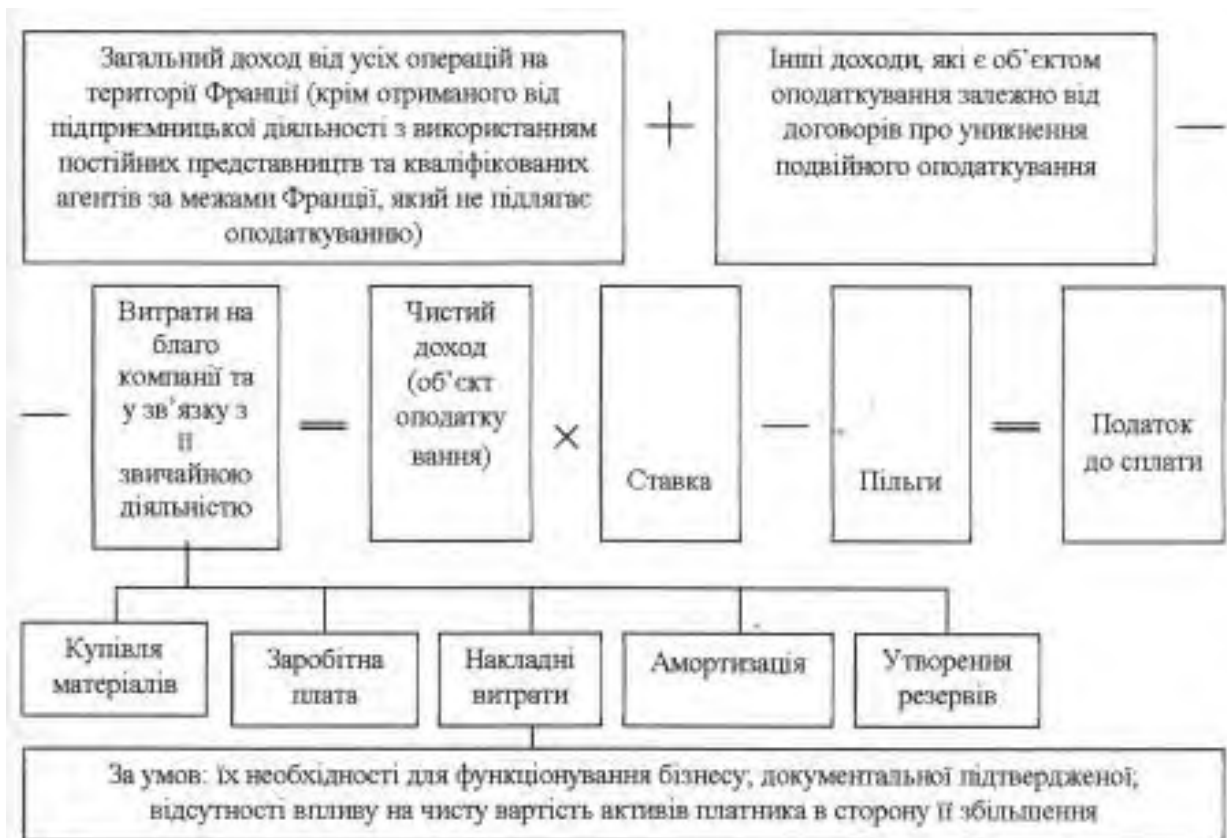 Загальний доход від усіх операцій на
території Франції (крім отриманого від
підприємницької діяльності з використанням
постійних представництв та кваліфікованих
агентів за межами Франції, який не підлягає
оподаткуванню)
+
Інші доходи, які є об’єктом
оподаткування залежно від
договорів про уникнення
подвійного оподаткування
—
—
Витрати на
благо
компанії та
у зв’язку з
її
звичайною
діяльністю
=
Чистий
доход
(об’єкт
оподатку
вання)
×
Ставка
—
Пільги
=
Податок
до сплати
Купівля
матеріалів
Заробітна
плата
Накладні
витрати
Амортизація
Утворення
резервів
За умов: їх необхідності для функціонування бізнесу; документальної підтвердженої;
відсутності впливу на чисту вартість активів платника в сторону її збільшення